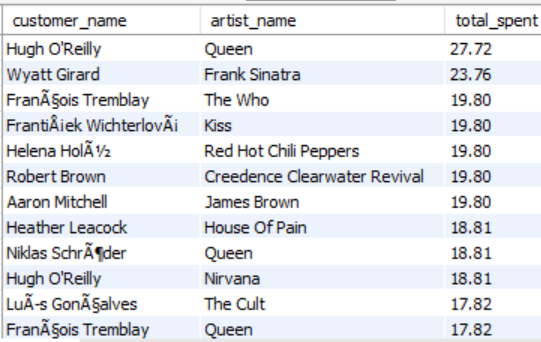 customer_name artist_name total_spent
Hugh O'Reilly Queen 27.72
Wyatt Girard Frank Sinatra 23.76
FranÃ§ois Tremblay The Who 19.80
FrantiÅiek WichterlovÃi Kiss 19.80
Helena HolÃ½ Red Hot Chili Peppers 19.80
Robert Brown Creedence Clearwater Revival 19.80
Aaron Mitchell James Brown 19.80
Heather Leacock House Of Pain 18.81
Niklas SchrÃ¶der Queen 18.81
Hugh O'Reilly Nirvana 18.81
LuÃ-s GonÃ§alves The Cult 17.82
FranÃ§ois Tremblay Queen 17.82